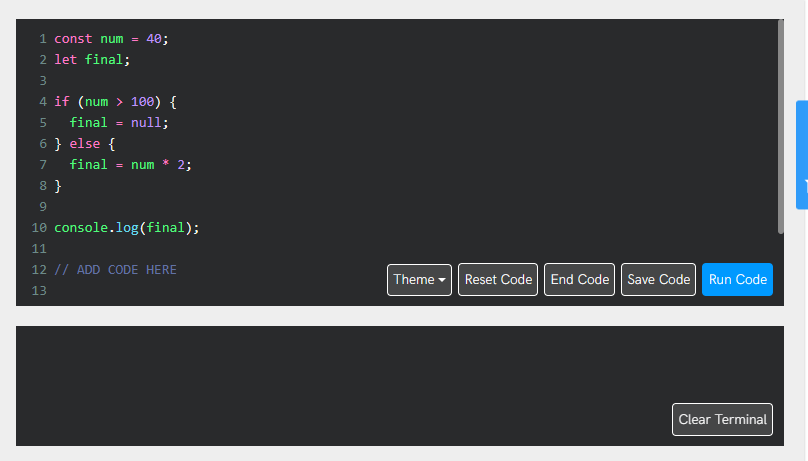 1 const num = 40;
2 let final;
3
4 if (num > 100) {
5   final = null;
6 } else {
7   final = num * 2;
8 }
9
10 console.log(final);
11
12 // ADD CODE HERE
13
Theme Reset Code End Code Save Code Run Code
Clear Terminal